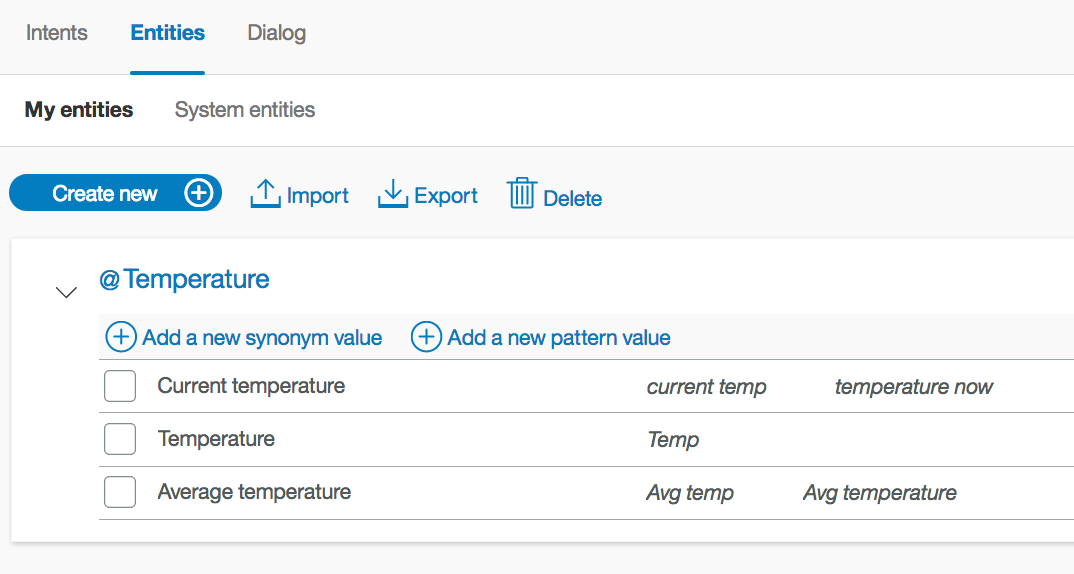 Intents Entities Dialog
My entities System entities
Create new Import Export Delete
@Temperature
Add a new synonym value Add a new pattern value
Current temperature current temp temperature now
Temperature Temp
Average temperature Avg temp Avg temperature